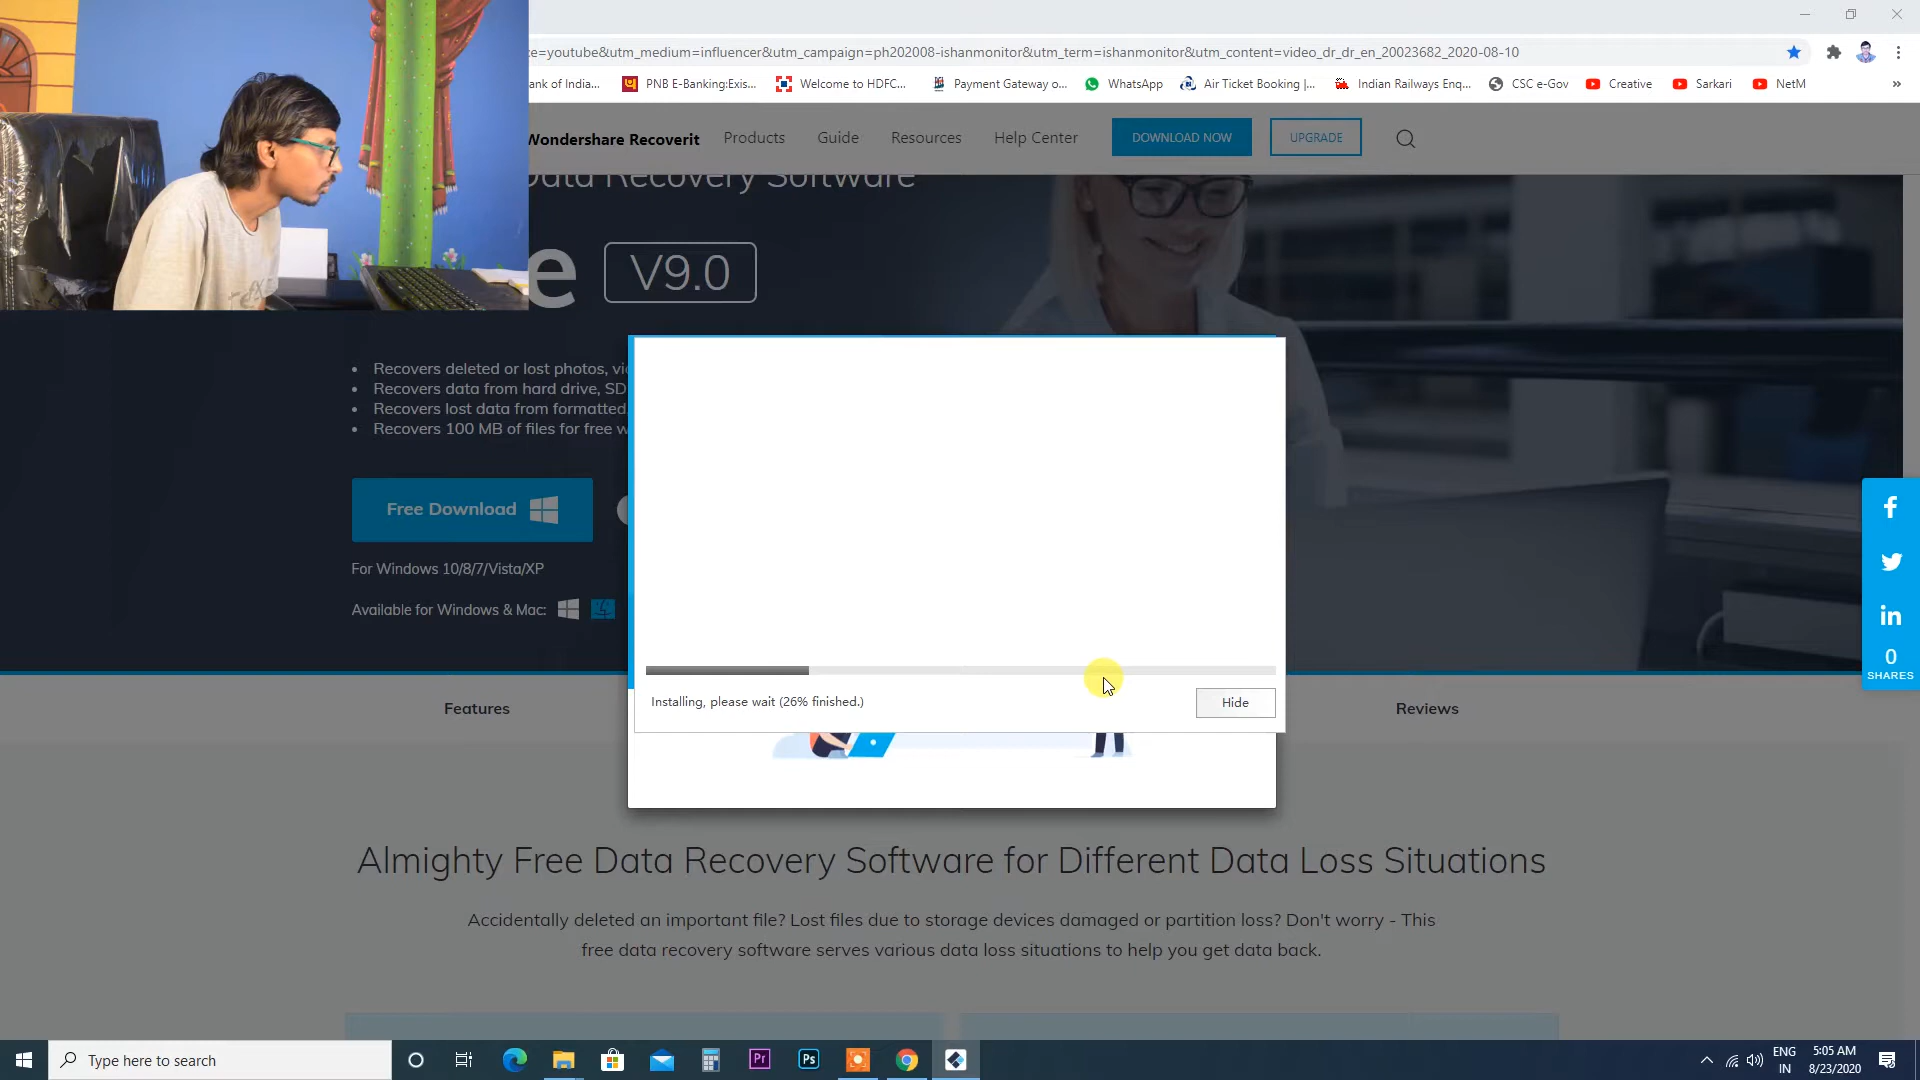 ce=youtube&utm_medium=influencer&utm_campaign=ph202008-ishanmonitor&utm_term=ishanmonitor&utm_content=video_dr_dr_en_20023682_2020-08-10
ank of India... PNB E-Banking:Exis... Welcome to HDFC... Payment Gateway o... WhatsApp Air Ticket Booking |... Indian Railways Enq... CSC e-Gov Creative Sarkari NetM »
Wondershare Recoverit Products Guide Resources Help Center DOWNLOAD NOW UPGRADE
Data Recovery Software
e V9.0
• Recovers deleted or lost photos, vi
• Recovers data from hard drive, SD
• Recovers lost data from formatted
• Recovers 100 MB of files for free w
Free Download
For Windows 10/8/7/Vista/XP
Available for Windows & Mac:
Installing, please wait (26% finished.)
Hide
0
SHARES
Features Reviews
Almighty Free Data Recovery Software for Different Data Loss Situations
Accidentally deleted an important file? Lost files due to storage devices damaged or partition loss? Don't worry - This
free data recovery software serves various data loss situations to help you get data back.
Type here to search
Pr Ps
ENG
IN
5:05 AM
8/23/2020